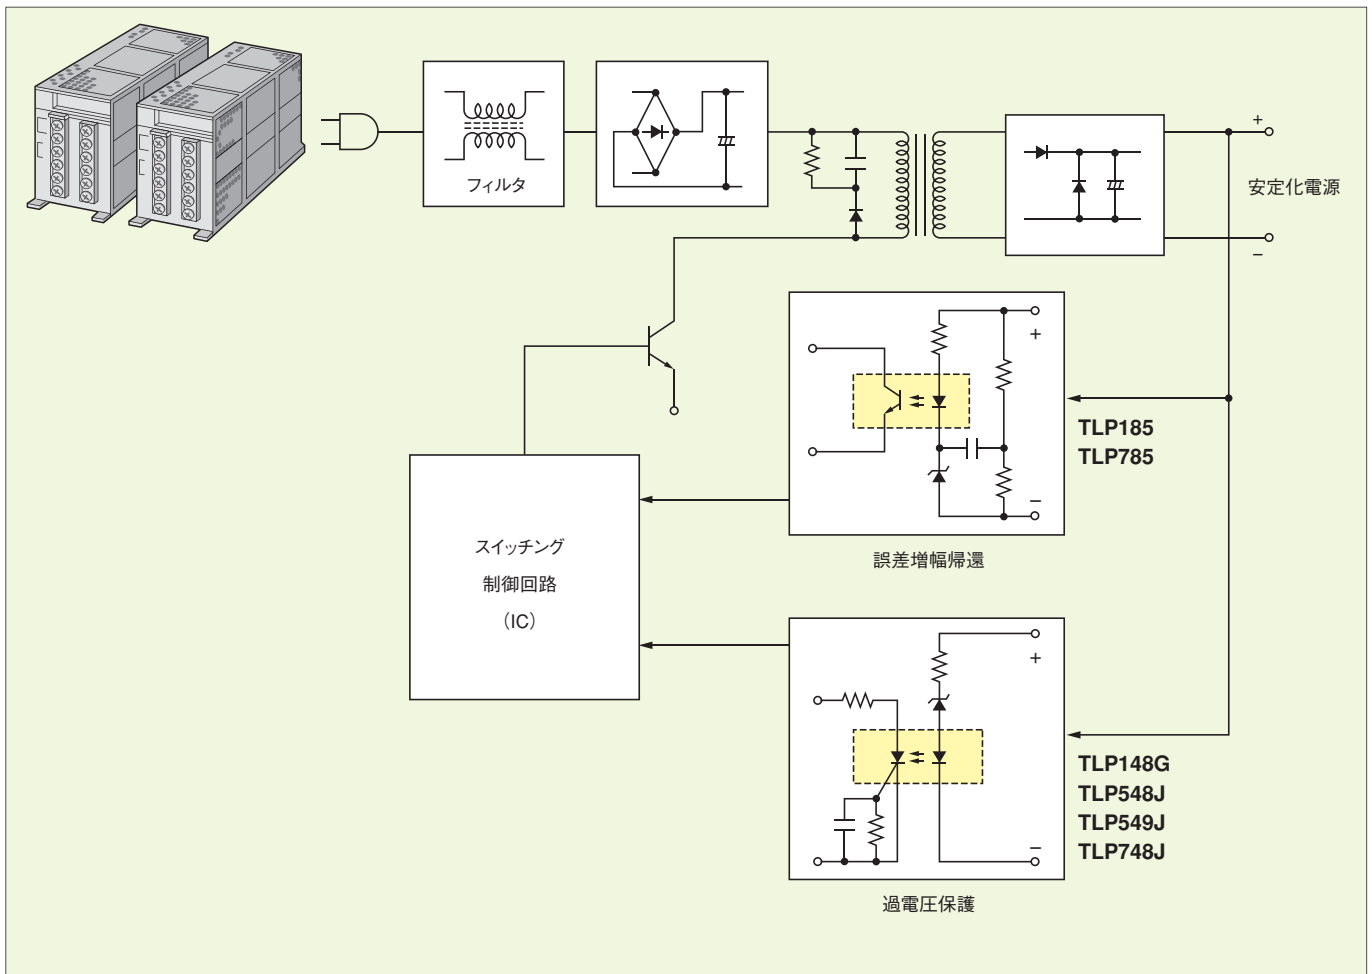 フィルタ
+
安定化電源
−
+
TLP185
TLP785
−
誤差増幅帰還
スイッチング
制御回路
（IC）
+
TLP148G
TLP548J
TLP549J
TLP748J
−
過電圧保護